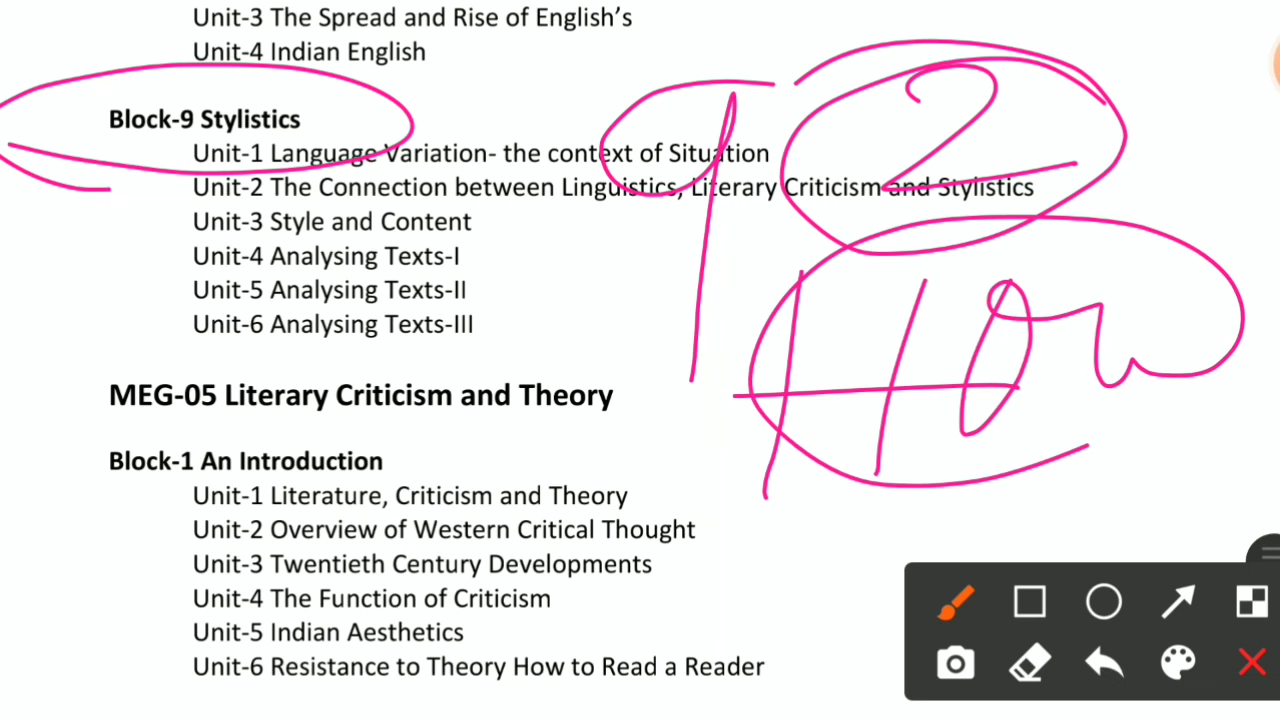 Unit-3 The Spread and Rise of English’s
Unit-4 Indian English
Block-9 Stylistics
Unit-1 Language Variation- the context of Situation
Unit-2 The Connection between Linguistics, Literary Criticism and Stylistics
Unit-3 Style and Content
Unit-4 Analysing Texts-I
Unit-5 Analysing Texts-II
Unit-6 Analysing Texts-III
MEG-05 Literary Criticism and Theory
Block-1 An Introduction
Unit-1 Literature, Criticism and Theory
Unit-2 Overview of Western Critical Thought
Unit-3 Twentieth Century Developments
Unit-4 The Function of Criticism
Unit-5 Indian Aesthetics
Unit-6 Resistance to Theory How to Read a Reader
9
2